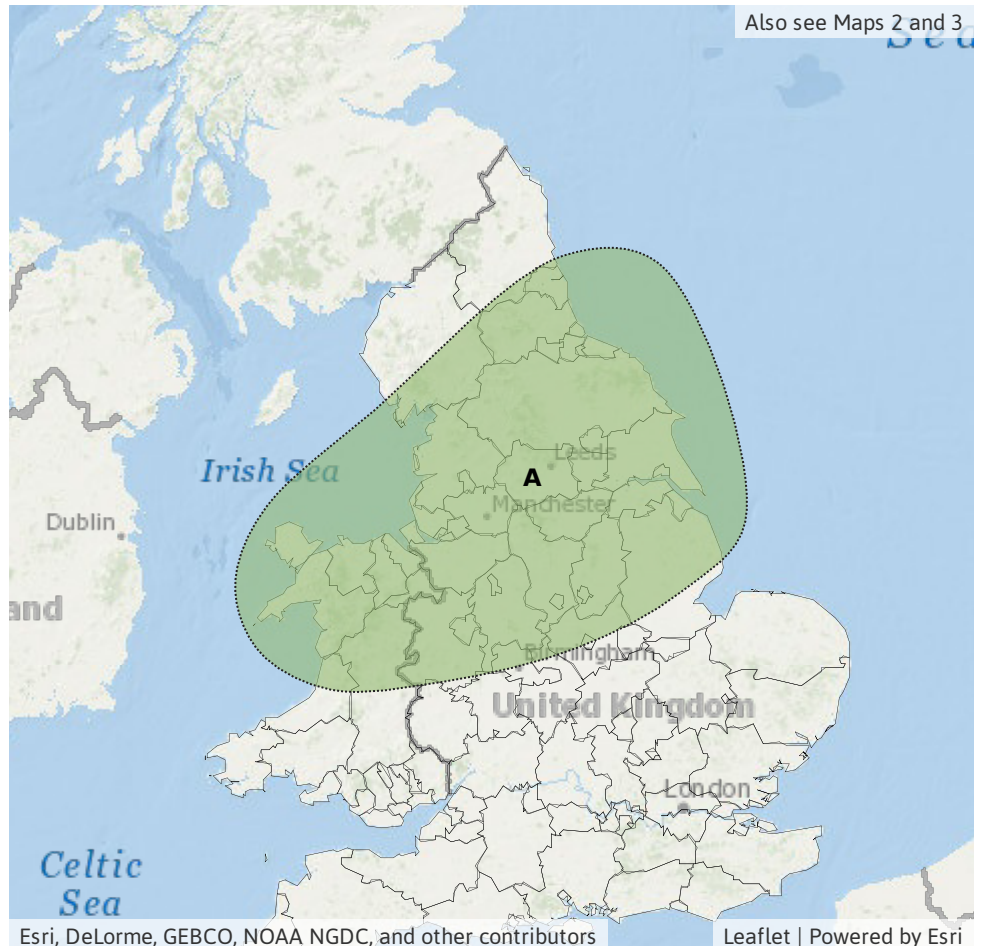 Also see Maps 2 and 3
Sea
Irish Sea
Leeds
A
Manchester
Dublin
and
Birmingham
United Kingdom
London
Celtic
Sea
Esri, DeLorme, GEBCO, NOAA NGDC, and other contributors
Leaflet | Powered by Esri